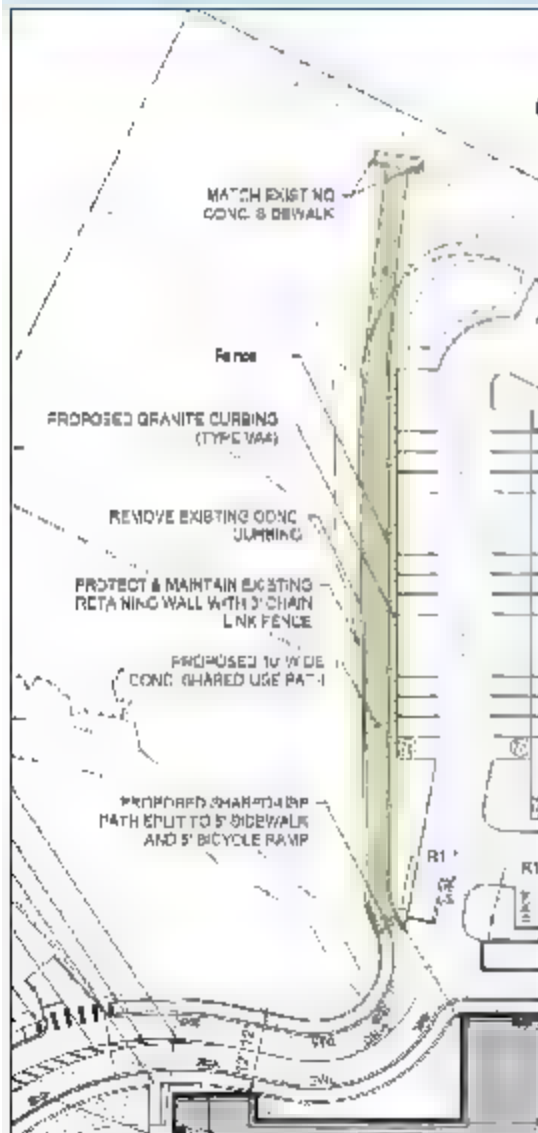 MATCH EXISTING
CONC. SIDEWALK
Fence
PROPOSED GRANITE CURBING
(TYPE VA4)
REMOVE EXISTING CONC
CURBING
PROTECT & MAINTAIN EXISTING
RETAINING WALL WITH 3' CHAIN
LINK FENCE
PROPOSED 10' WIDE
CONC. SHARED USE PATH
PROPOSED SHARED-USE
PATH SPLIT TO 5' SIDEWALK
AND 5' BICYCLE RAMP
R1
R1